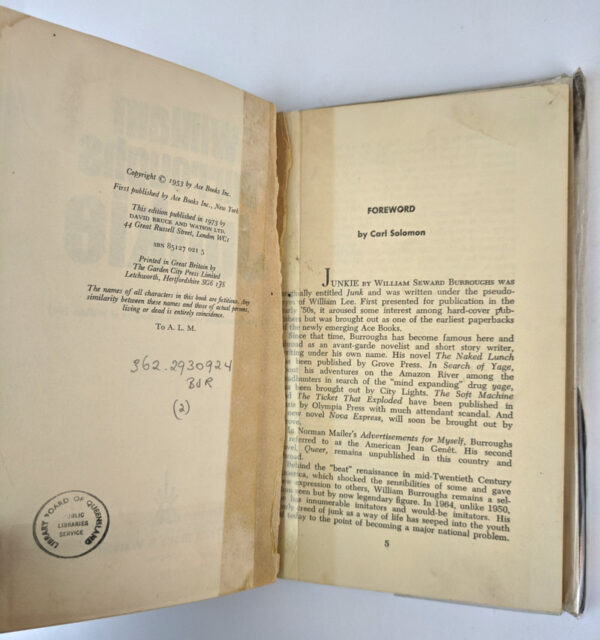 Copyright © 1953 by Ace Books Inc.
First published by Ace Books Inc., New York
This edition published in 1973 by
DAVID BRUCE AND WATSON LTD.
44 Great Russell Street, London WC1
ISBN 85127 021 5
Printed in Great Britain by
The Garden City Press Limited
Letchworth, Hertfordshire SG6 1JS
The names of all characters in this book are fictitious. Any
similarity between these names and those of actual persons,
living or dead is entirely coincidence.
To A. L. M.
362.2930924
BUR
(2)
LIBRARY BOARD OF QUEENSLAND
PUBLIC
LIBRARIES
SERVICE
FOREWORD
by Carl Solomon
JUNKIE BY WILLIAM SEWARD BURROUGHS WAS
entitled Junk and was written under the pseudo-
of William Lee. First presented for publication in the
'50s, it aroused some interest among hard-cover pub-
but was brought out as one of the earliest paperbacks
the newly emerging Ace Books.
Since that time, Burroughs has become famous here and
as an avant-garde novelist and short story writer,
under his own name. His novel The Naked Lunch
been published by Grove Press. In Search of Yage,
his adventures on the Amazon River among the
in search of the "mind expanding" drug yage,
been brought out by City Lights. The Soft Machine
The Ticket That Exploded have been published in
by Olympia Press with much attendant scandal. And
new novel Nova Express, will soon be brought out by
Norman Mailer's Advertisements for Myself, Burroughs
referred to as the American Jean Genêt. His second
Queer, remains unpublished in this country and
Behind the "beat" renaissance in mid-Twentieth Century
which shocked the sensibilities of some and gave
expression to others, William Burroughs remains a sel-
seen but by now legendary figure. In 1964, unlike 1950,
has innumerable imitators and would-be imitators. His
creed of junk as a way of life has seeped into the youth
today to the point of becoming a major national problem.
5